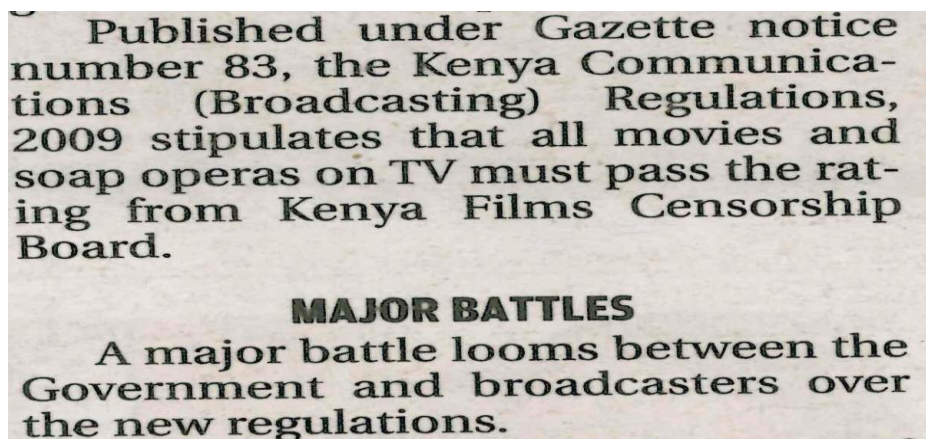 Published under Gazette notice
number 83, the Kenya Communica-
tions (Broadcasting) Regulations,
2009 stipulates that all movies and
soap operas on TV must pass the rat-
ing from Kenya Films Censorship
Board.
MAJOR BATTLES
A major battle looms between the
Government and broadcasters over
the new regulations.